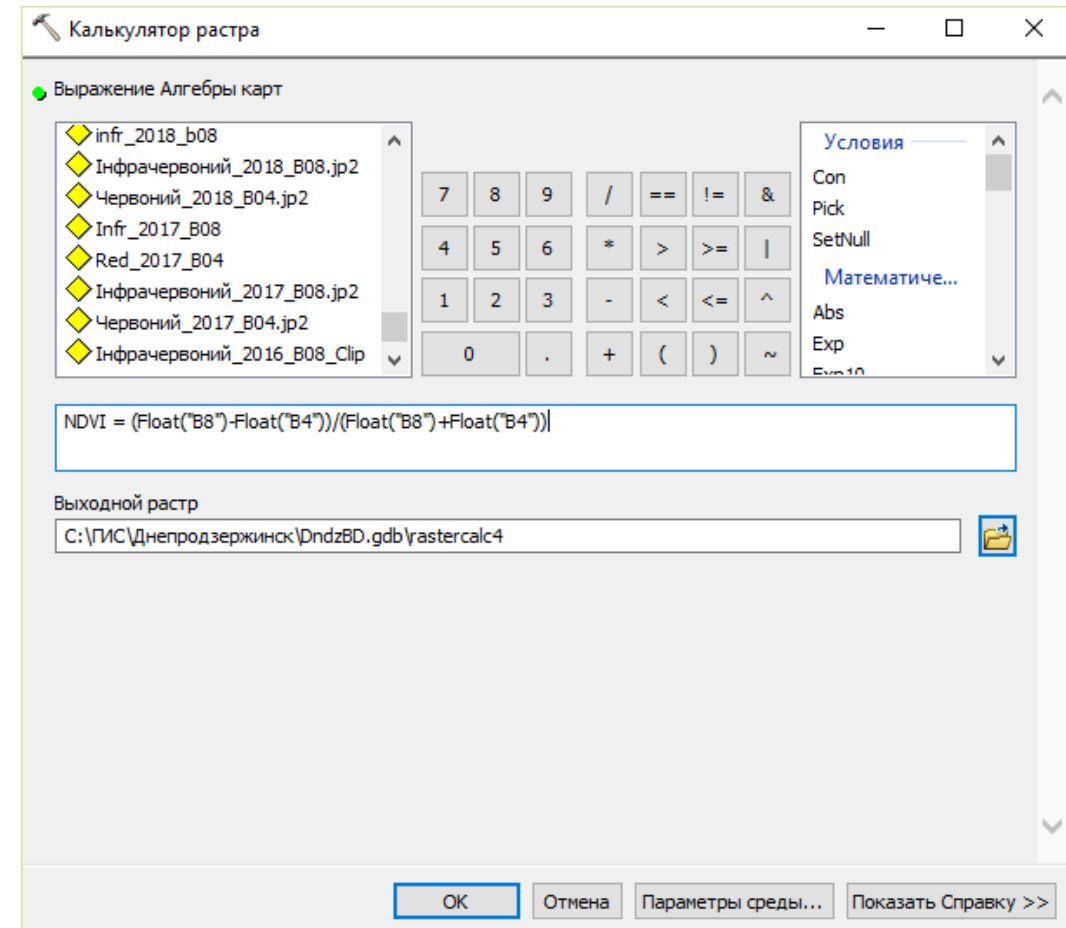 Калькулятор растра
Выражение Алгебры карт
infr_2018_b08
Інфрачервоний_2018_B08.jp2
Червоний_2018_B04.jp2
Infr_2017_B08
Red_2017_B04
Інфрачервоний_2017_B08.jp2
Червоний_2017_B04.jp2
Інфрачервоний_2016_B08_Clip
7 8 9 / == != &
4 5 6 * > >= |
1 2 3 - < <= ^
0 . + ( ) ~
Условия
Con
Pick
SetNull
Математиче...
Abs
Exp
Exp10
NDVI = (Float("B8")-Float("B4"))/(Float("B8")+Float("B4"))
Выходной растр
C:\ГИС\Днепродзержинск\DndzBD.gdb\rastercalc4
OK Отмена Параметры среды... Показать Справку >>